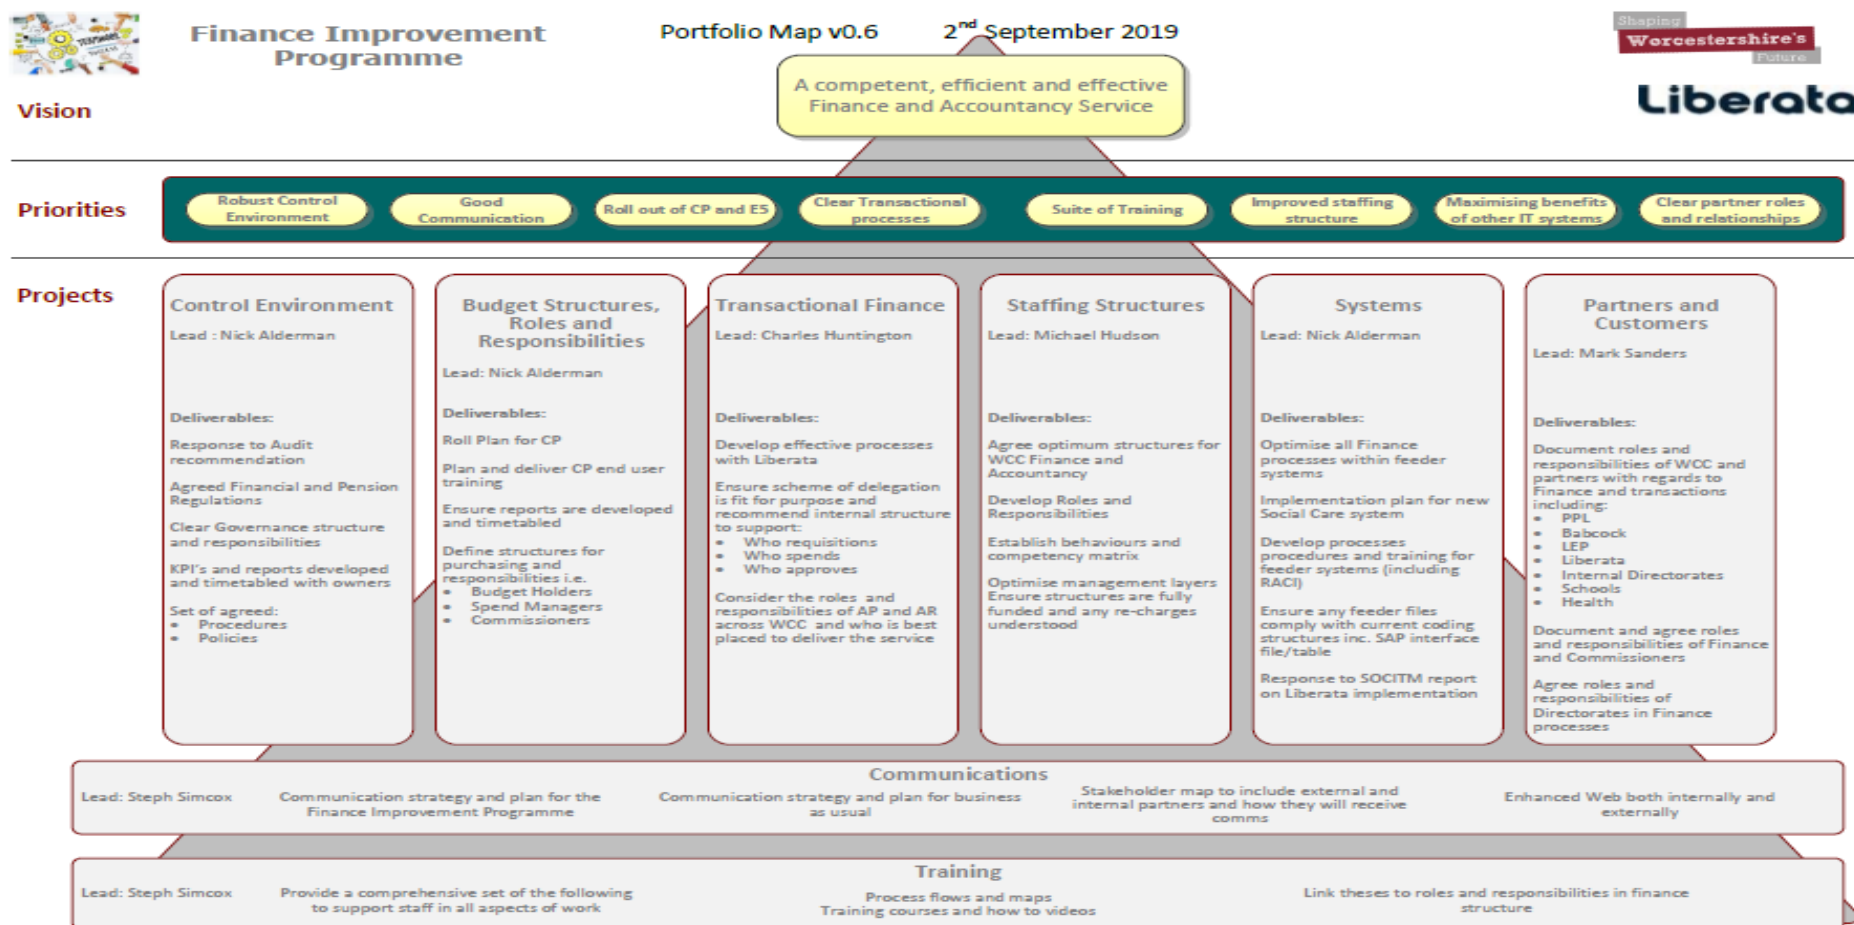 Finance Improvement
Programme
Portfolio Map v0.6
2nd September 2019
Shaping
Worcestershire's
Future
Liberata
Vision
A competent, efficient and effective
Finance and Accountancy Service
Priorities
Robust Control
Environment
Good
Communication
Roll out of CP and E5
Clear Transactional
processes
Suite of Training
Improved staffing
structure
Maximising benefits
of other IT systems
Clear partner roles
and relationships
Projects
Control Environment
Lead : Nick Alderman
Deliverables:
Response to Audit
recommendation
Agreed Financial and Pension
Regulations
Clear Governance structure
and responsibilities
KPI's and reports developed
and timetabled with owners
Set of agreed:
• Procedures
• Policies
Budget Structures,
Roles and
Responsibilities
Lead: Nick Alderman
Deliverables:
Roll Plan for CP
Plan and deliver CP end user
training
Ensure reports are developed
and timetabled
Define structures for
purchasing and
responsibilities i.e.
• Budget Holders
• Spend Managers
• Commissioners
Transactional Finance
Lead: Charles Huntington
Deliverables:
Develop effective processes
with Liberata
Ensure scheme of delegation
is fit for purpose and
recommend internal structure
to support:
• Who requisitions
• Who spends
• Who approves
Consider the roles and
responsibilities of AP and AR
across WCC and who is best
placed to deliver the service
Staffing Structures
Lead: Michael Hudson
Deliverables:
Agree optimum structures for
WCC Finance and
Accountancy
Develop Roles and
Responsibilities
Establish behaviours and
competency matrix
Optimise management layers
Ensure structures are fully
funded and any re-charges
understood
Systems
Lead: Nick Alderman
Deliverables:
Optimise all Finance
processes within feeder
systems
Implementation plan for new
Social Care system
Develop processes
procedures and training for
feeder systems (including
RACI)
Ensure any feeder files
comply with current coding
structures inc. SAP interface
file/table
Response to SOCITM report
on Liberata implementation
Partners and
Customers
Lead: Mark Sanders
Deliverables:
Document roles and
responsibilities of WCC and
partners with regards to
Finance and transactions
including:
• PPL
• Babcock
• LEP
• Liberata
• Internal Directorates
• Schools
• Health
Document and agree roles
and responsibilities of Finance
and Commissioners
Agree roles and
responsibilities of
Directorates in Finance
processes
Communications
Lead: Steph Simcox
Communication strategy and plan for the
Finance Improvement Programme
Communication strategy and plan for business
as usual
Stakeholder map to include external and
internal partners and how they will receive
comms
Enhanced Web both internally and
externally
Training
Lead: Steph Simcox
Provide a comprehensive set of the following
to support staff in all aspects of work
Process flows and maps
Training courses and how to videos
Link theses to roles and responsibilities in finance
structure